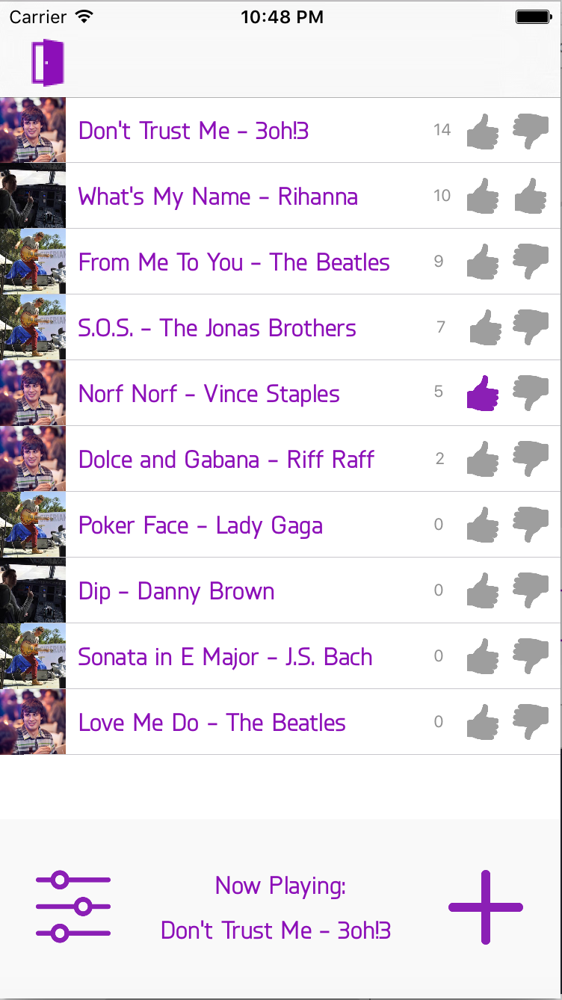 Carrier 10:48 PM
Don't Trust Me - 3oh!3 14
What's My Name - Rihanna 10
From Me To You - The Beatles 9
S.O.S. - The Jonas Brothers 7
Norf Norf - Vince Staples 5
Dolce and Gabana - Riff Raff 2
Poker Face - Lady Gaga 0
Dip - Danny Brown 0
Sonata in E Major - J.S. Bach 0
Love Me Do - The Beatles 0
Now Playing:
Don't Trust Me - 3oh!3